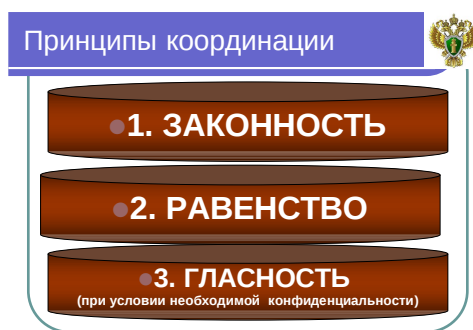 Принципы координации
1. ЗАКОННОСТЬ
2. РАВЕНСТВО
3. ГЛАСНОСТЬ
(при условии необходимой конфиденциальности)